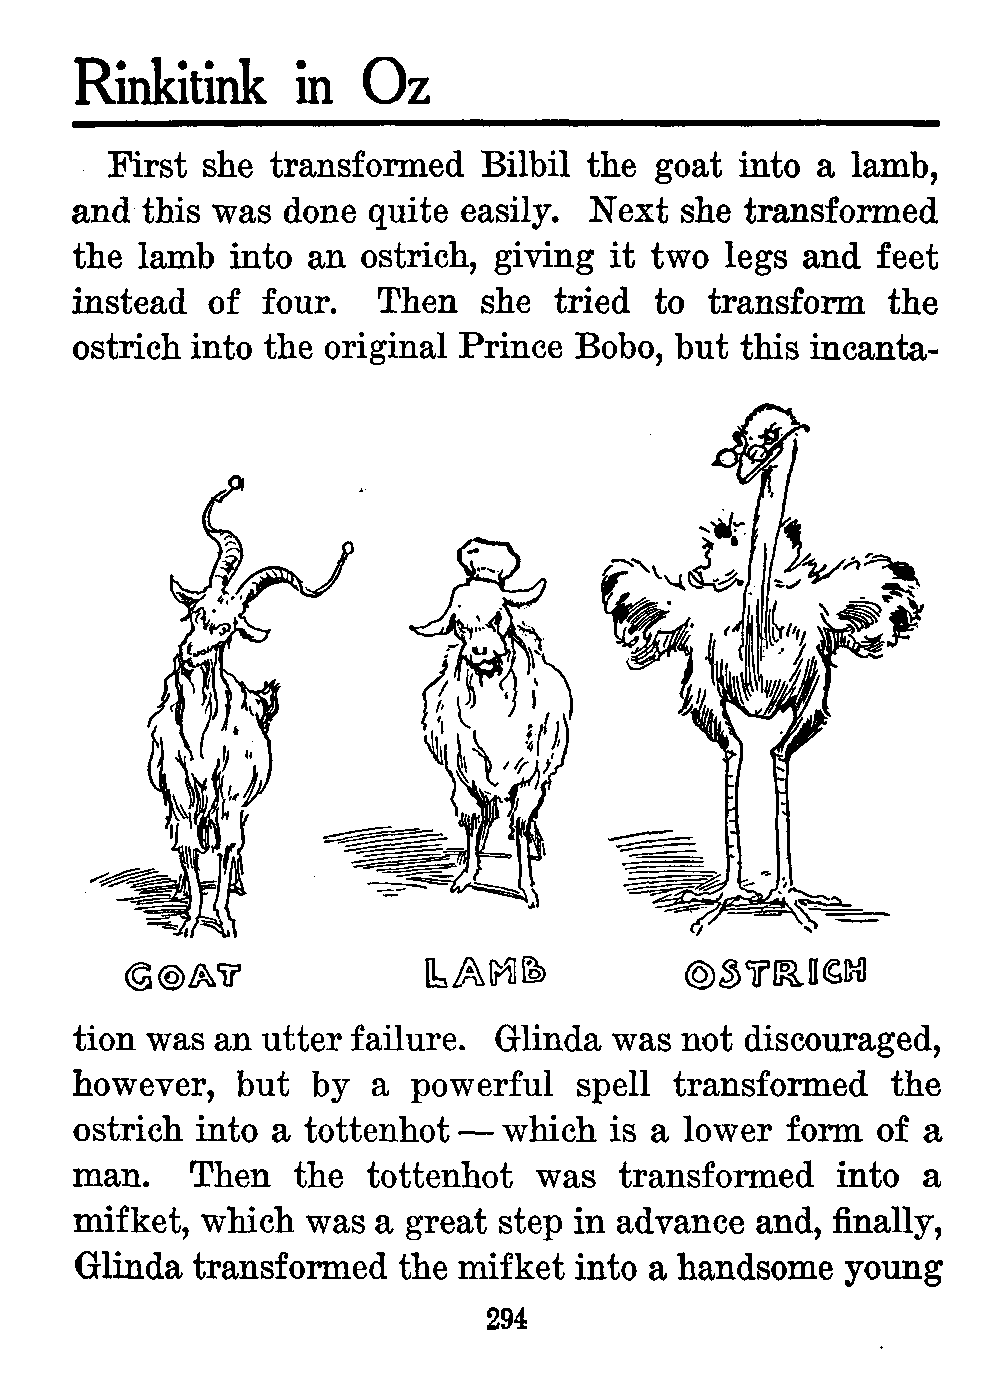 Rinkitink in Oz
First she transformed Bilbil the goat into a lamb,
and this was done quite easily. Next she transformed
the lamb into an ostrich, giving it two legs and feet
instead of four. Then she tried to transform the
ostrich into the original Prince Bobo, but this incanta-
GOAT LAMB OSTRICH
tion was an utter failure. Glinda was not discouraged,
however, but by a powerful spell transformed the
ostrich into a tottenhot — which is a lower form of a
man. Then the tottenhot was transformed into a
mifket, which was a great step in advance and, finally,
Glinda transformed the mifket into a handsome young
294